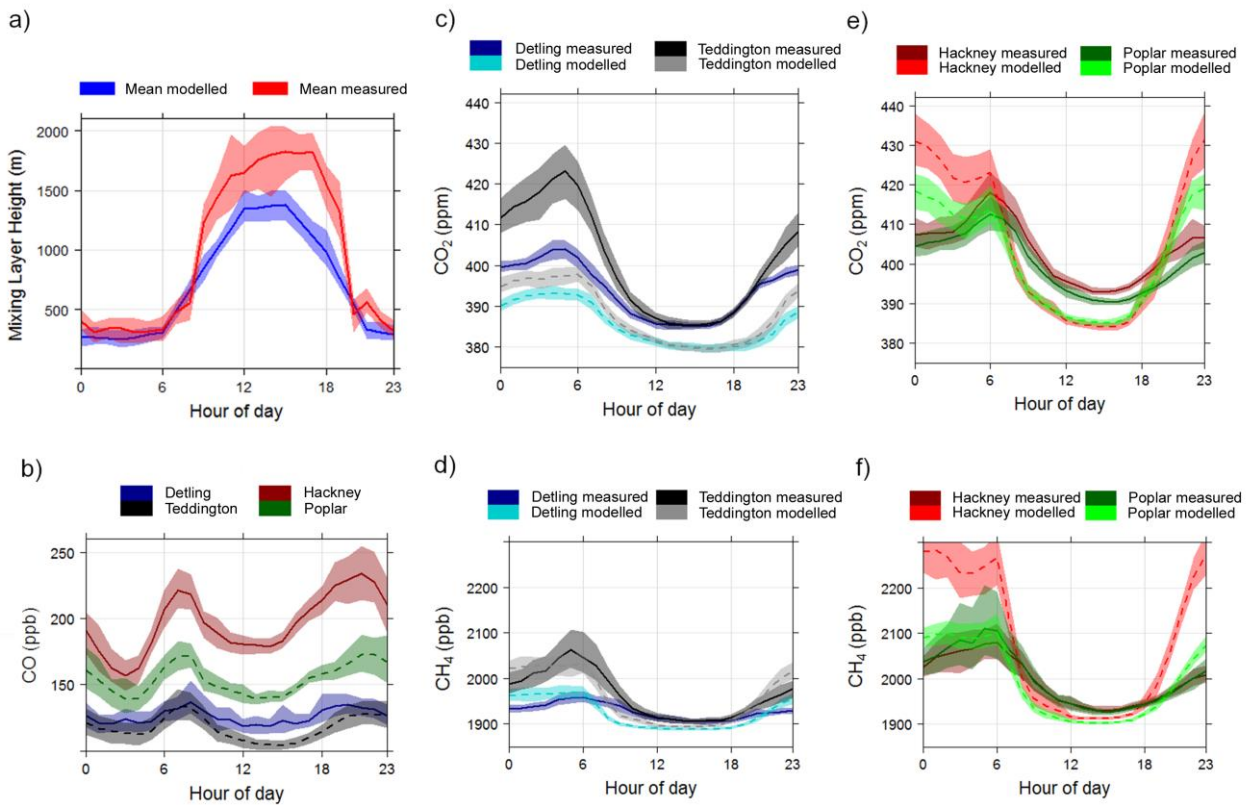 a)
Mean modelled Mean measured
Mixing Layer Height (m)
2000
1500
1000
500
0 6 12 18 23
Hour of day
b)
Detling Hackney
Teddington Poplar
CO (ppb)
250
200
150
0 6 12 18 23
Hour of day
c)
Detling measured Teddington measured
Detling modelled Teddington modelled
CO₂ (ppm)
440
430
420
410
400
390
380
0 6 12 18 23
Hour of day
d)
Detling measured Teddington measured
Detling modelled Teddington modelled
CH₄ (ppb)
2200
2100
2000
1900
0 6 12 18 23
Hour of day
e)
Hackney measured Poplar measured
Hackney modelled Poplar modelled
CO₂ (ppm)
440
430
420
410
400
390
380
0 6 12 18 23
Hour of day
f)
Hackney measured Poplar measured
Hackney modelled Poplar modelled
CH₄ (ppb)
2200
2100
2000
1900
0 6 12 18 23
Hour of day